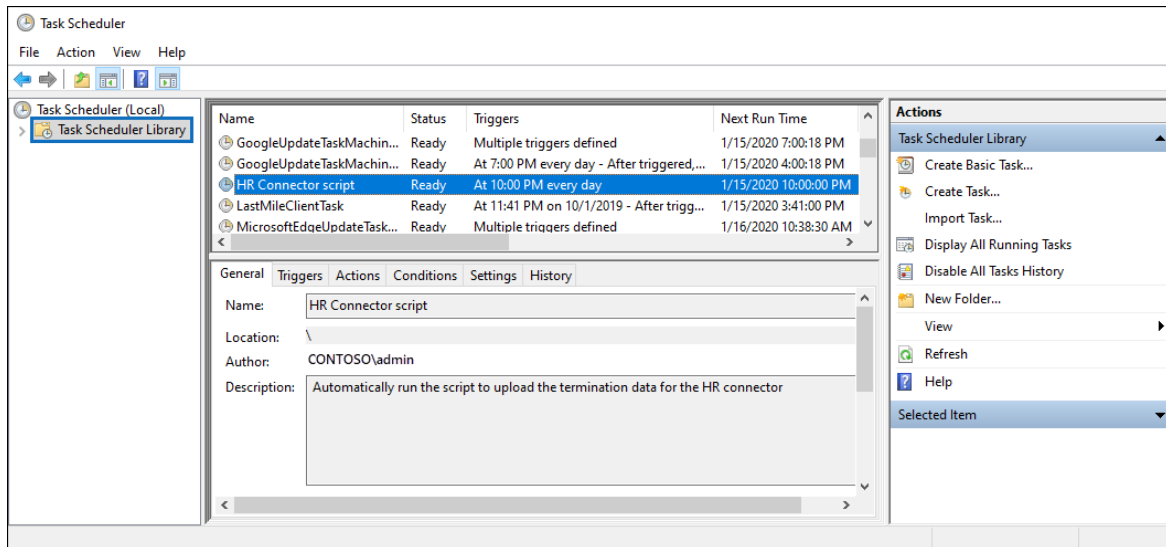 Task Scheduler
File Action View Help
Task Scheduler (Local)
Task Scheduler Library
Name Status Triggers Next Run Time
GoogleUpdateTaskMachin... Ready Multiple triggers defined 1/15/2020 7:00:18 PM
GoogleUpdateTaskMachin... Ready At 7:00 PM every day - After triggered,... 1/15/2020 4:00:18 PM
HR Connector script Ready At 10:00 PM every day 1/15/2020 10:00:00 PM
LastMileClientTask Ready At 11:41 PM on 10/1/2019 - After trigg... 1/15/2020 3:41:00 PM
MicrosoftEdgeUpdateTask... Ready Multiple triggers defined 1/16/2020 10:38:30 AM
General Triggers Actions Conditions Settings History
Name: HR Connector script
Location: \
Author: CONTOSO\admin
Description: Automatically run the script to upload the termination data for the HR connector
Actions
Task Scheduler Library
Create Basic Task...
Create Task...
Import Task...
Display All Running Tasks
Disable All Tasks History
New Folder...
View
Refresh
Help
Selected Item